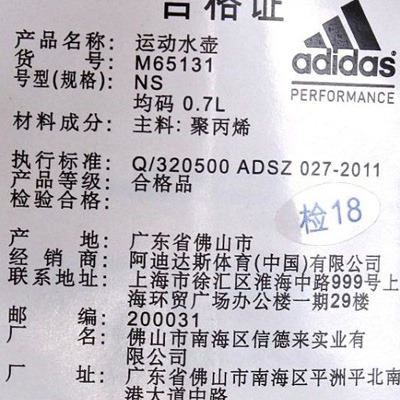 合格证
产品名称: 运动水壶
货号: M65131
号型(规格): NS
均码 0.7L
adidas
PERFORMANCE
材料成分: 主料: 聚丙烯
执行标准: Q/320500 ADSZ 027-2011
产品等级: 合格品
检验合格:
检18
产地: 广东省佛山市
经销商: 阿迪达斯体育(中国)有限公司
联系地址: 上海市徐汇区淮海中路999号上
海环贸广场办公楼一期29楼
邮编: 200031
厂名: 佛山市南海区信德来实业有
限公司
厂址: 广东省佛山市南海区平洲平北南
港大道中路